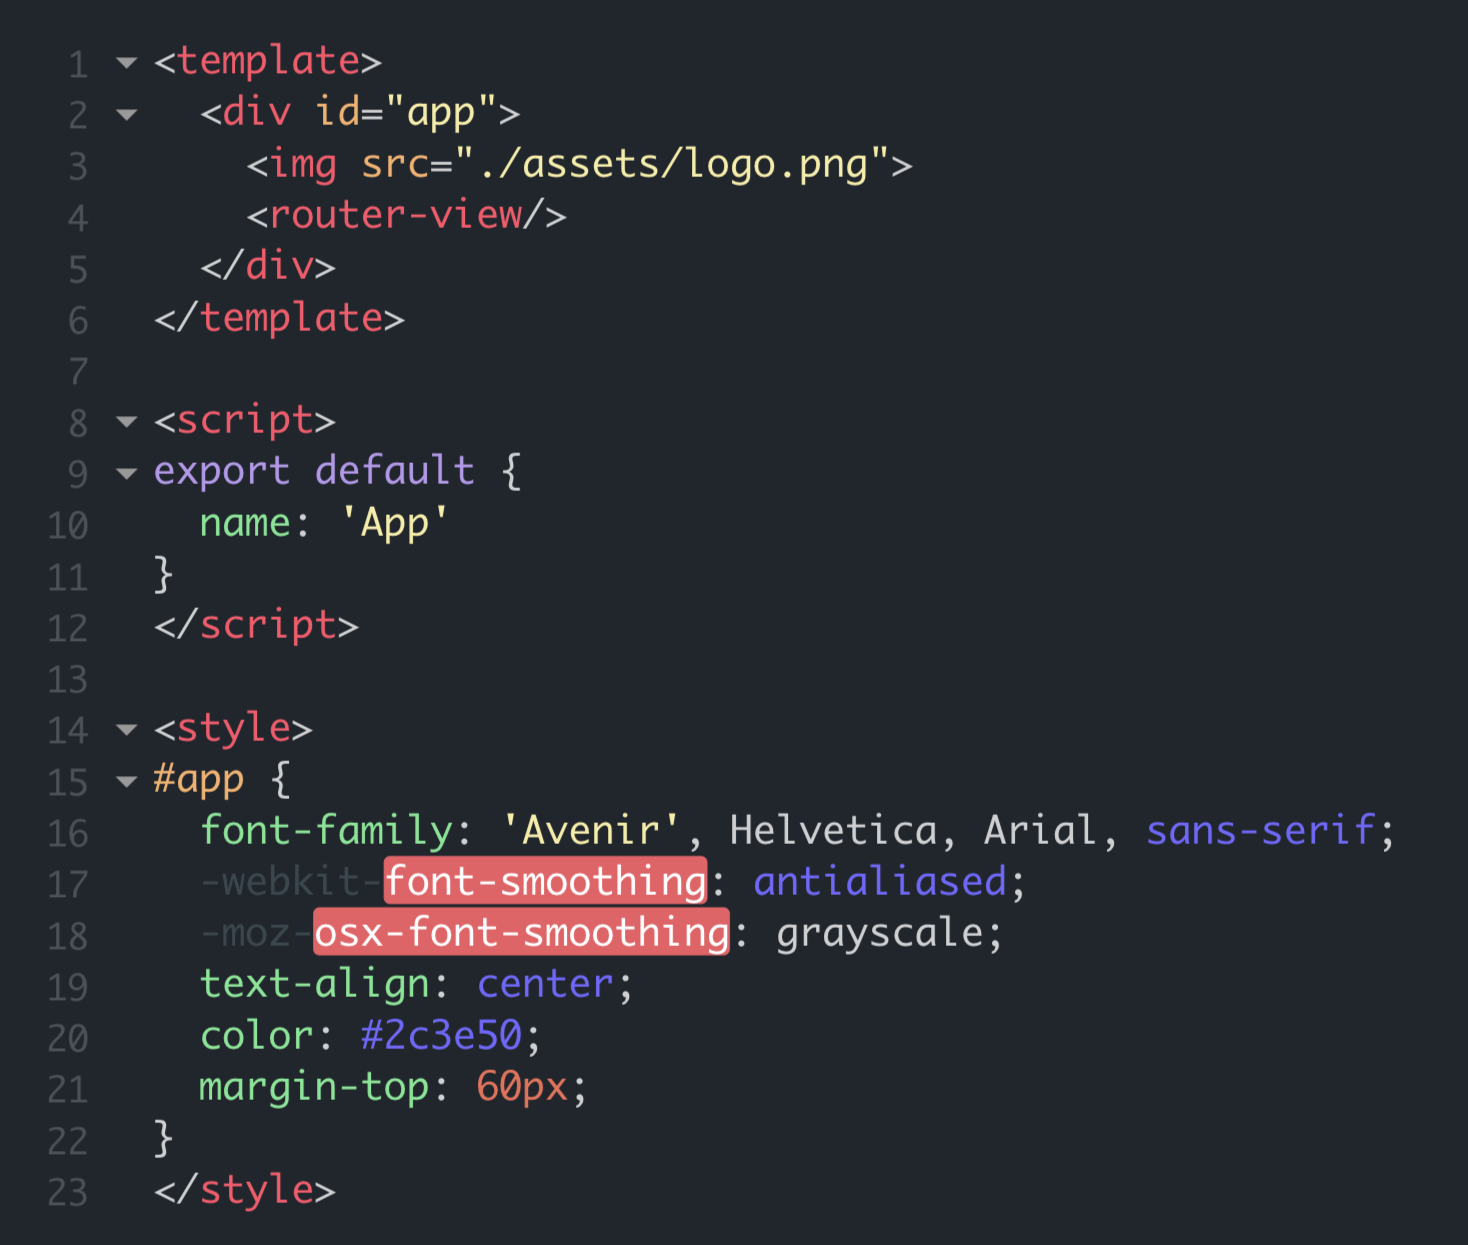 1 <template>
2   <div id="app">
3     <img src="./assets/logo.png">
4     <router-view/>
5   </div>
6 </template>
7
8 <script>
9 export default {
10   name: 'App'
11 }
12 </script>
13
14 <style>
15 #app {
16   font-family: 'Avenir', Helvetica, Arial, sans-serif;
17   -webkit-font-smoothing: antialiased;
18   -moz-osx-font-smoothing: grayscale;
19   text-align: center;
20   color: #2c3e50;
21   margin-top: 60px;
22 }
23 </style>